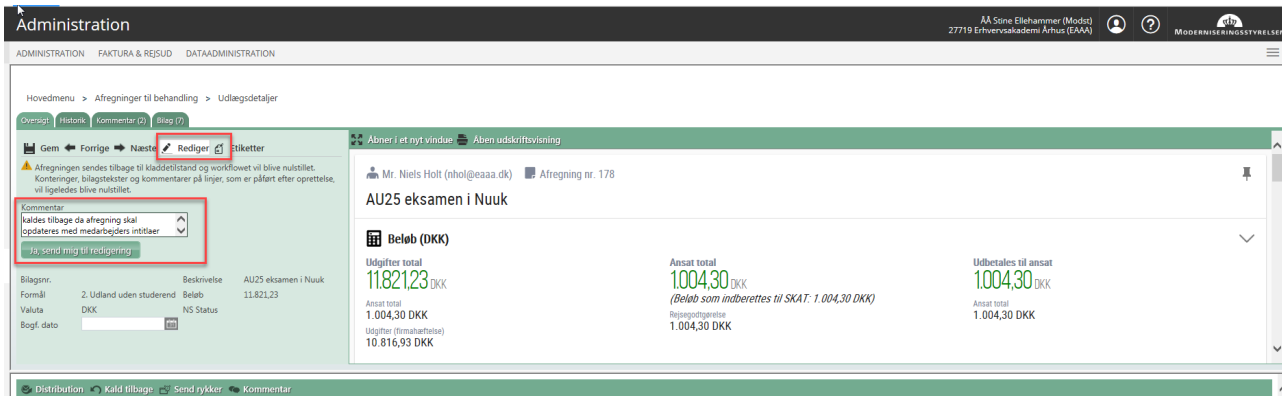 Administration
ÅÅ Stine Ellehammer (Modst)
27719 Erhvervsakademi Århus (EAAA)
MODERNISERINGSSTYRELSEN
ADMINISTRATION FAKTURA & REJSUD DATAADMINISTRATION
Hovedmenu > Afregninger til behandling > Udlægsdetaljer
Oversigt Historik Kommentar (2) Bilag (7)
Gem Forrige Næste Rediger Etiketter
Afregningen sendes tilbage til kladdetilstand og workflowet vil blive nulstillet.
Konteringer, bilagstekster og kommentarer på linjer, som er påført efter oprettelse,
vil ligeledes blive nulstillet.
Kommentar
kaldes tilbage da afregning skal
opdateres med medarbejders intitlaer
Ja, send mig til redigering
Bilagsnr. Beskrivelse AU25 eksamen i Nuuk
Formål 2. Udland uden studerend Beløb 11.821,23
Valuta DKK NS Status
Bogf. dato
Åbner i et nyt vindue Åben udskriftsvisning
Mr. Niels Holt (nhol@eaaa.dk) Afregning nr. 178
AU25 eksamen i Nuuk
Beløb (DKK)
Udgifter total
11.821,23 DKK
Ansat total
1.004,30 DKK
Udgifter (firmahæftelse)
10.816,93 DKK
Ansat total
1.004,30 DKK
(Beløb som indberettes til SKAT: 1.004,30 DKK)
Rejsegodtgørelse
1.004,30 DKK
Udbetales til ansat
1.004,30 DKK
Ansat total
1.004,30 DKK
Distribution Kald tilbage Send rykker Kommentar